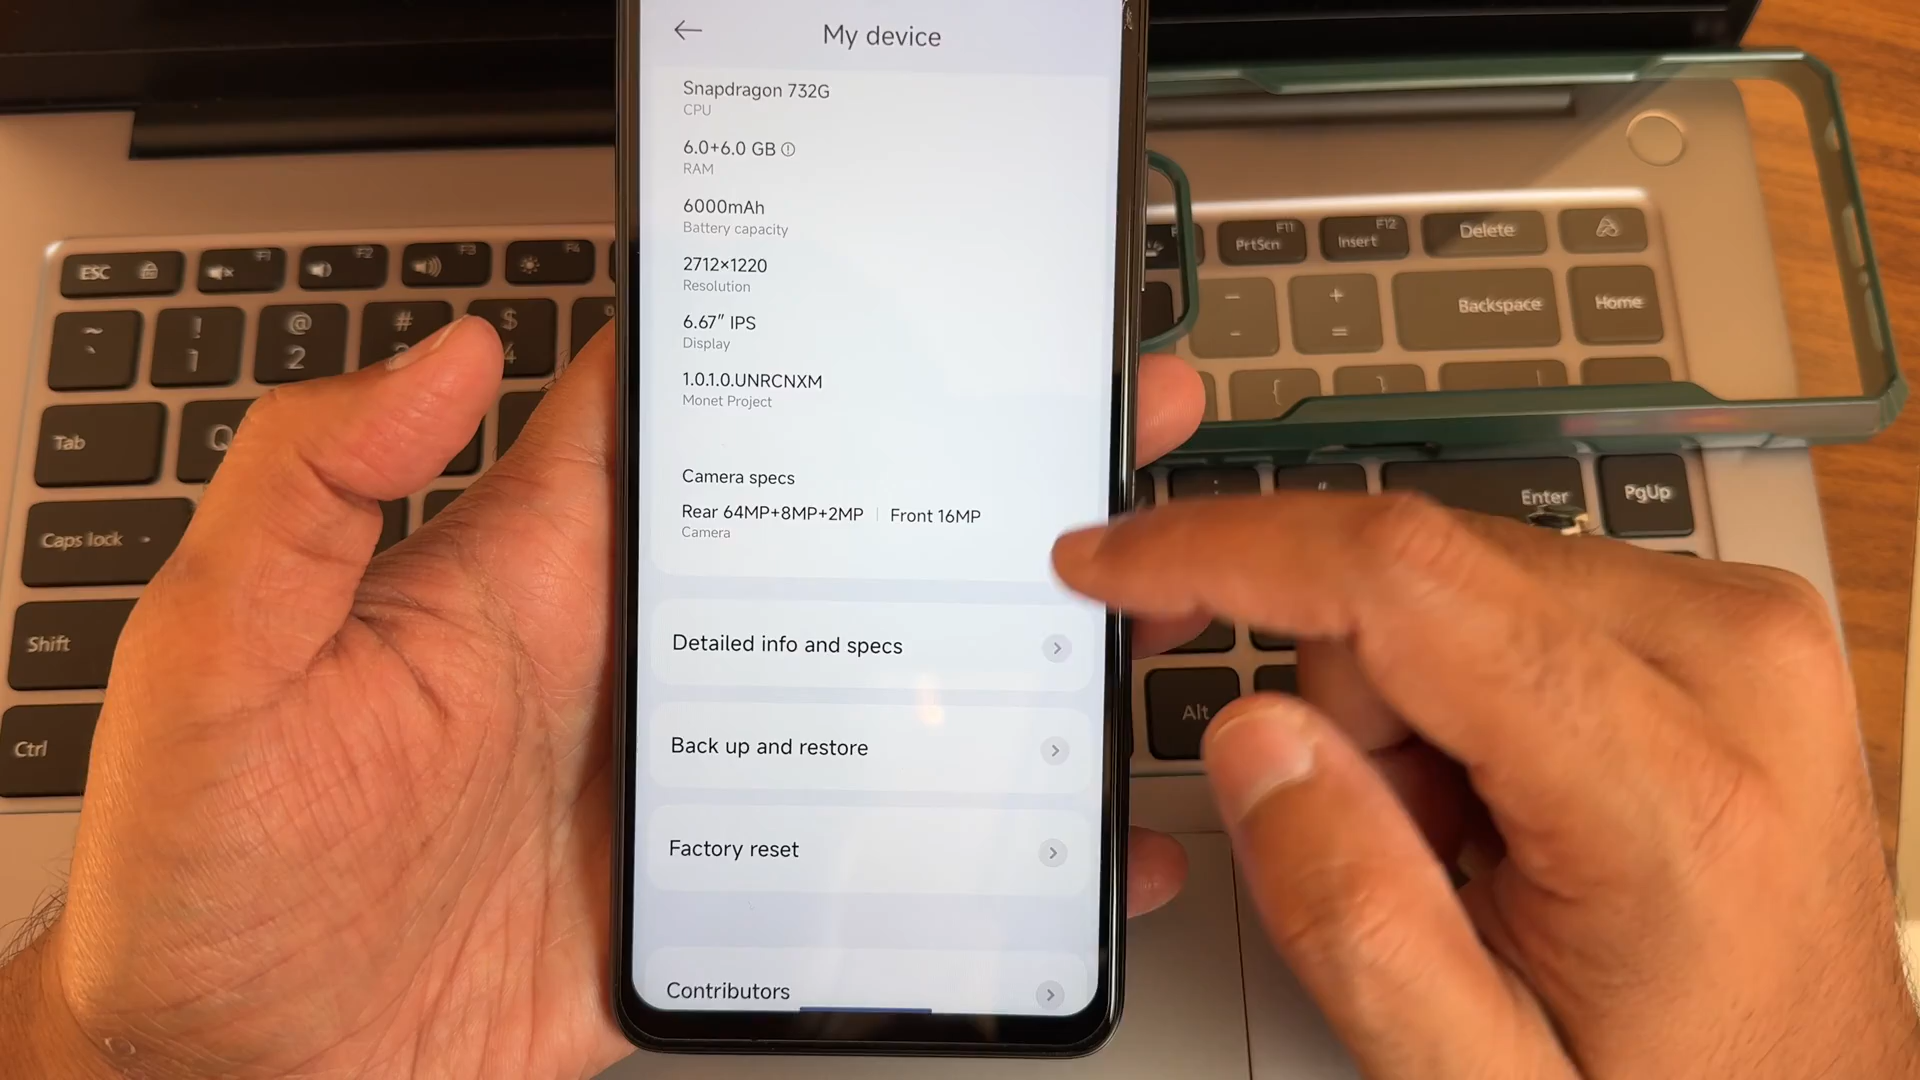 My device
Snapdragon 732G
CPU
6.0+6.0 GB
RAM
6000mAh
Battery capacity
2712×1220
Resolution
6.67" IPS
Display
1.0.1.0.UNRCNXM
Monet Project
Camera specs
Rear 64MP+8MP+2MP | Front 16MP
Camera
Detailed info and specs
Back up and restore
Factory reset
Contributors
ESC
F1
F2
F3
F4
F11
PrtScn
F12
Insert
Delete
~
`
!
1
@
2
#
$
4
-
+
=
Backspace
Home
Tab
Q
{
}
Caps lock
Enter
PgUp
Shift
Ctrl
Alt